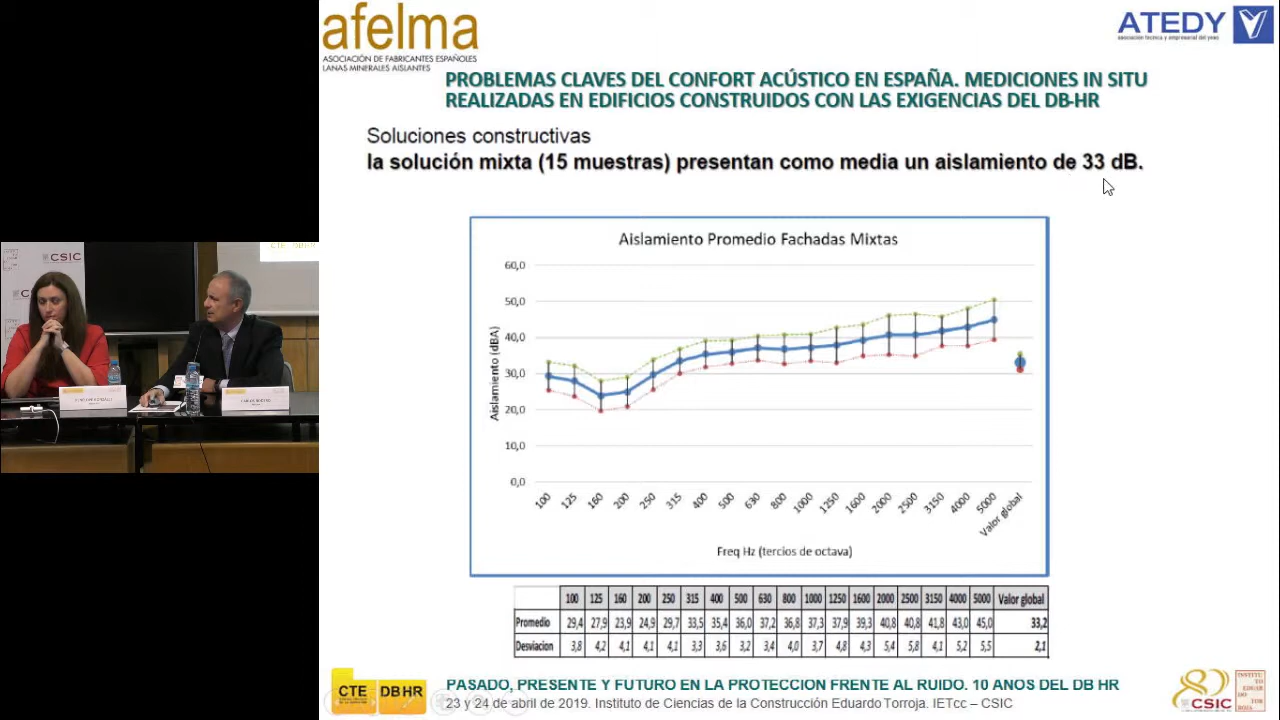 afelma
ASOCIACIÓN DE FABRICANTES ESPAÑOLES
LANAS MINERALES AISLANTES
ATEDY
asociación técnica y empresarial del yeso
PROBLEMAS CLAVES DEL CONFORT ACÚSTICO EN ESPAÑA. MEDICIONES IN SITU
REALIZADAS EN EDIFICIOS CONSTRUIDOS CON LAS EXIGENCIAS DEL DB-HR
Soluciones constructivas
la solución mixta (15 muestras) presentan como media un aislamiento de 33 dB.
CSIC
Aislamiento Promedio Fachadas Mixtas
Aislamiento (dBA)
60,0
50,0
40,0
30,0
20,0
10,0
0,0
100 125 160 200 250 315 400 500 630 800 1000 1250 1600 2000 2500 3150 4000 5000 Valor global
Freq Hz (tercios de octava)
100 125 160 200 250 315 400 500 630 800 1000 1250 1600 2000 2500 3150 4000 5000 Valor global
Promedio 29,4 27,9 23,9 24,9 29,7 33,5 35,4 36,0 37,2 36,8 37,3 37,9 39,3 40,8 40,8 41,8 43,0 45,0 33,2
Desviacion 3,8 4,2 4,1 4,1 4,1 3,3 3,6 3,2 3,4 4,0 3,7 4,8 4,3 5,4 5,8 4,1 5,2 5,5 2,1
CTE DB HR
PASADO, PRESENTE Y FUTURO EN LA PROTECCION FRENTE AL RUIDO. 10 ANOS DEL DB HR
23 y 24 de abril de 2019. Instituto de Ciencias de la Construcción Eduardo Torroja. IETcc – CSIC
CSIC